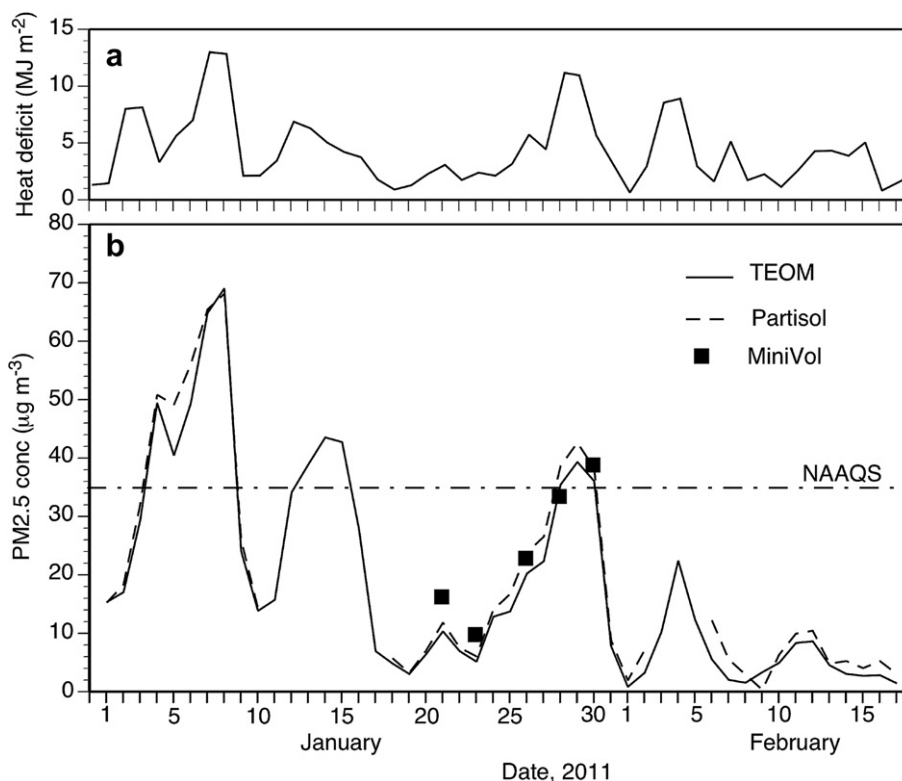 a
Heat deficit (MJ m-2)
15
10
5
0
b
PM2.5 conc (µg m-3)
80
70
60
50
40
30
20
10
0
TEOM
Partisol
MiniVol
NAAQS
1 5 10 15 20 25 30 1 5 10 15
January February
Date, 2011